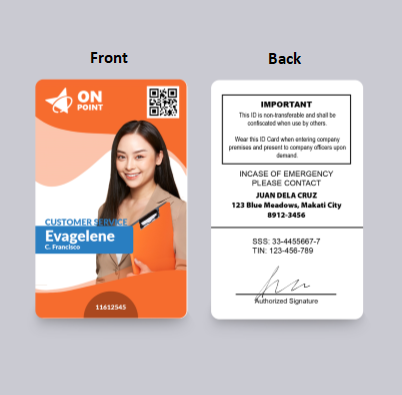 Front
Back
ON
POINT
CUSTOMER SERVICE
Evagelene
C. Francisco
11612545
IMPORTANT
This ID is non-transferable and shall be
confiscated when use by others.
Wear this ID Card when entering company
premises and present to company officers upon
demand.
INCASE OF EMERGENCY
PLEASE CONTACT
JUAN DELA CRUZ
123 Blue Meadows, Makati City
8912-3456
SSS: 33-4455667-7
TIN: 123-456-789
Authorized Signature